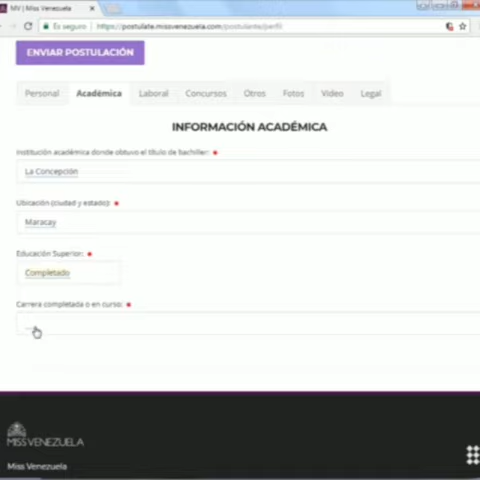 NV | Miss Venezuela
Es seguro | https://postulate.missvenezuela.com/postulante/perfil
ENVIAR POSTULACIÓN
Personal Académica Laboral Concursos Otros Fotos Video Legal
INFORMACIÓN ACADÉMICA
Institución académica donde obtuvo el título de bachiller: *
La Concepción
Ubicación (ciudad y estado): *
Maracay
Educación Superior: *
Completado
Carrera completada o en curso: *
MISS VENEZUELA
Miss Venezuela